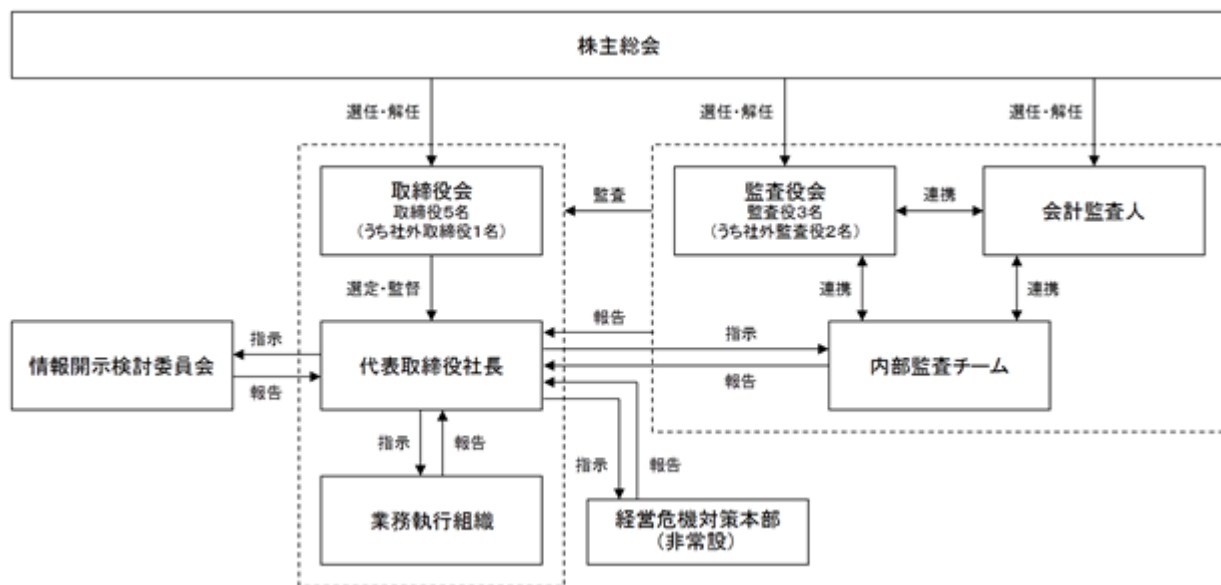 株主総会
選任・解任
選任・解任
選任・解任
取締役会
取締役5名
(うち社外取締役1名)
監査
監査役会
監査役3名
(うち社外監査役2名)
連携
会計監査人
選定・監督
連携
連携
情報開示検討委員会
指示
報告
代表取締役社長
報告
指示
報告
内部監査チーム
指示
報告
指示
報告
業務執行組織
経営危機対策本部
(非常設)